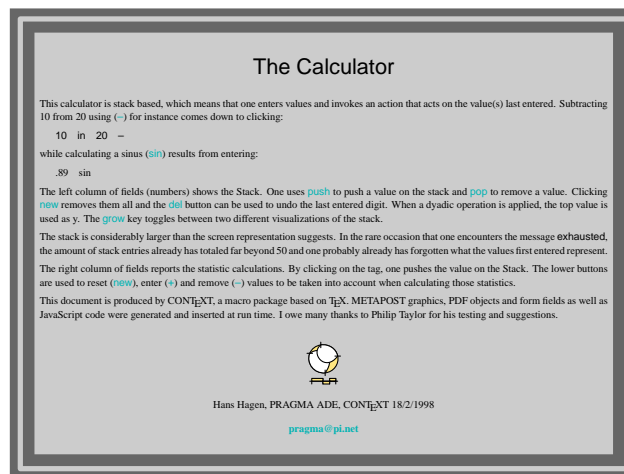 The Calculator
This calculator is stack based, which means that one enters values and invokes an action that acts on the value(s) last entered. Subtracting
10 from 20 using (–) for instance comes down to clicking:
10 in 20 –
while calculating a sinus (sin) results from entering:
.89 sin
The left column of fields (numbers) shows the Stack. One uses push to push a value on the stack and pop to remove a value. Clicking
new removes them all and the del button can be used to undo the last entered digit. When a dyadic operation is applied, the top value is
used as y. The grow key toggles between two different visualizations of the stack.
The stack is considerably larger than the screen representation suggests. In the rare occasion that one encounters the message exhausted,
the amount of stack entries already has totaled far beyond 50 and one probably already has forgotten what the values first entered represent.
The right column of fields reports the statistic calculations. By clicking on the tag, one pushes the value on the Stack. The lower buttons
are used to reset (new), enter (+) and remove (–) values to be taken into account when calculating those statistics.
This document is produced by CONTEXT, a macro package based on TEX. METAPOST graphics, PDF objects and form fields as well as
JavaScript code were generated and inserted at run time. I owe many thanks to Philip Taylor for his testing and suggestions.
Hans Hagen, PRAGMA ADE, CONTEXT 18/2/1998
pragma@pi.net